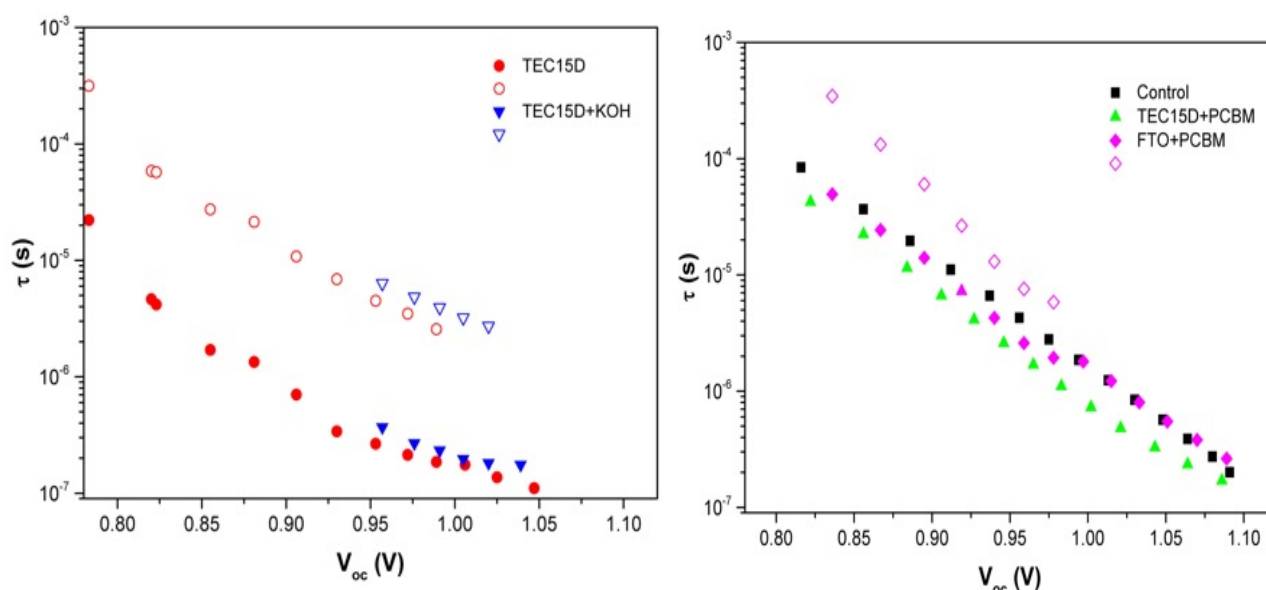 10⁻³
10⁻⁴
10⁻⁵
10⁻⁶
10⁻⁷
τ (s)
TEC15D
TEC15D+KOH
0.80 0.85 0.90 0.95 1.00 1.05 1.10
V_oc (V)
10⁻³
10⁻⁴
10⁻⁵
10⁻⁶
10⁻⁷
τ (s)
Control
TEC15D+PCBM
FTO+PCBM
0.80 0.85 0.90 0.95 1.00 1.05 1.10
V_oc (V)